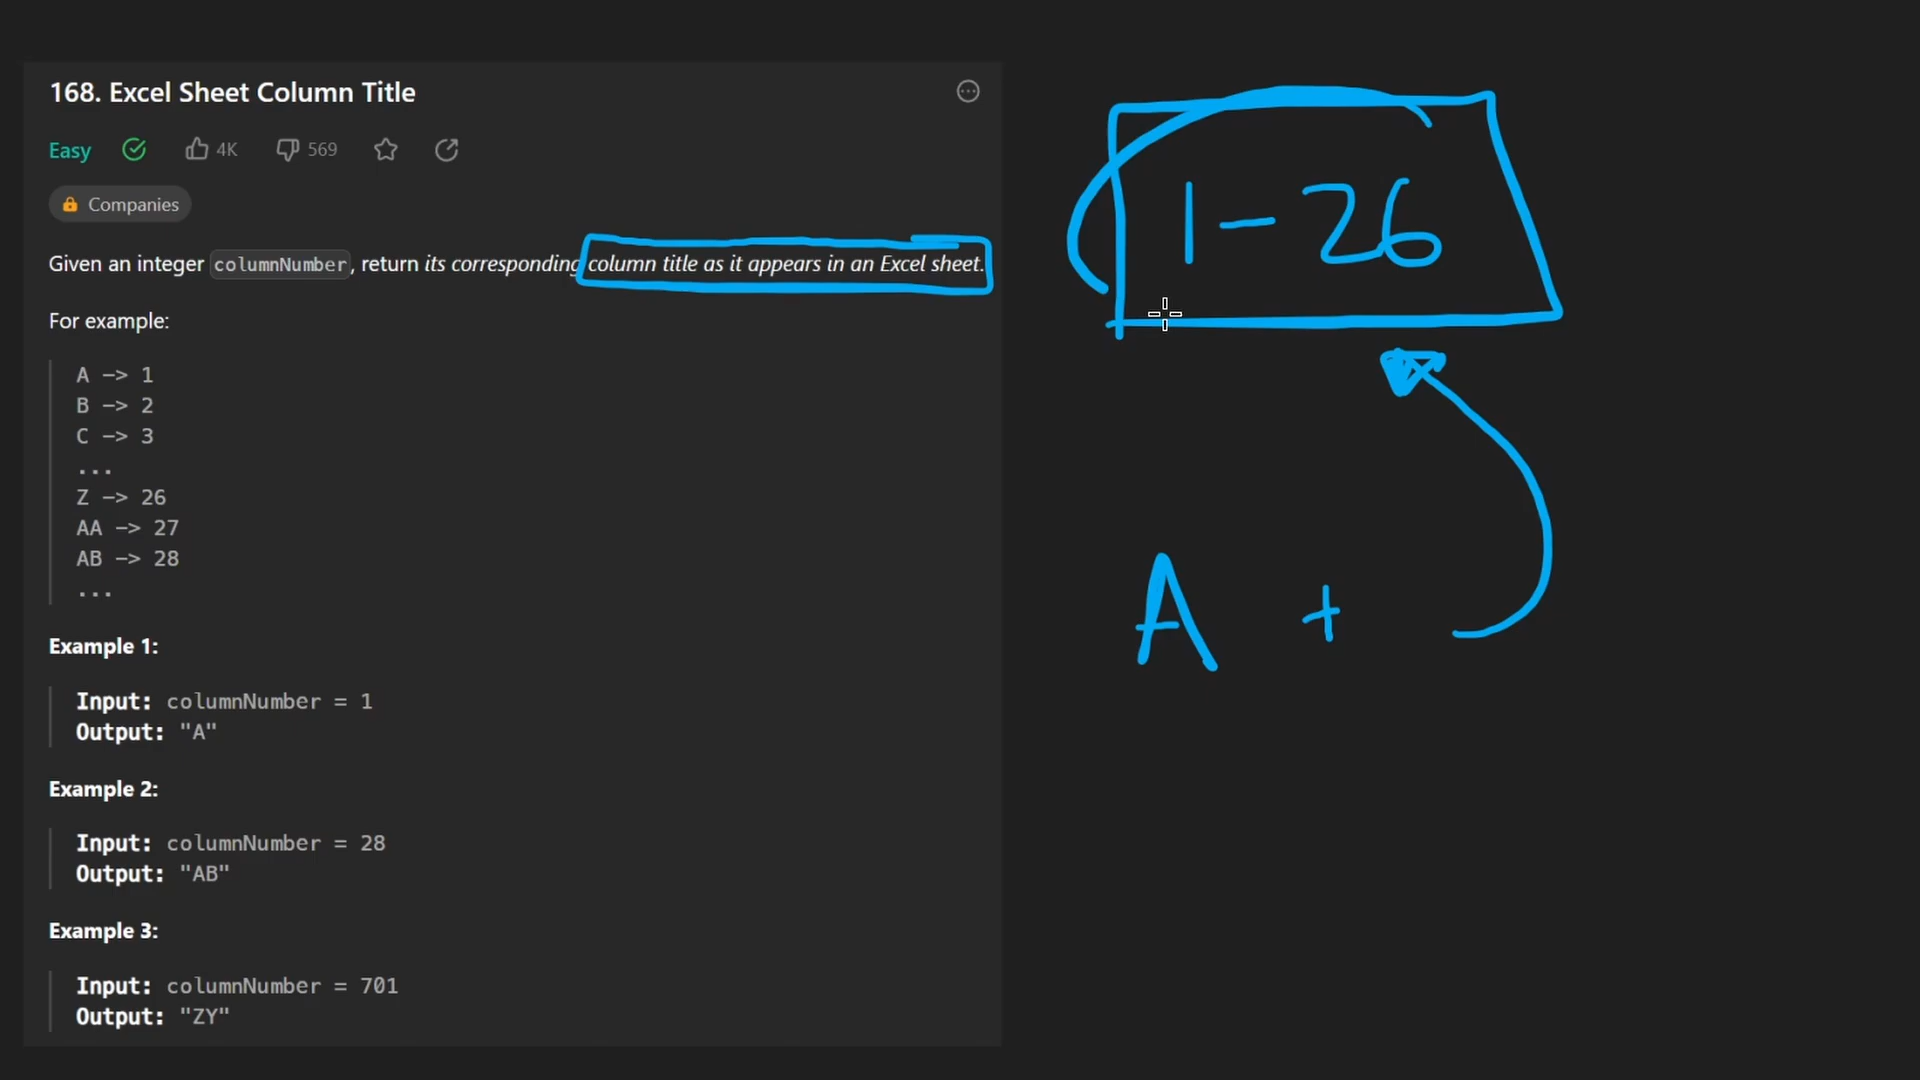 168. Excel Sheet Column Title
Easy 4K 569
Companies
Given an integer columnNumber, return its corresponding column title as it appears in an Excel sheet.
For example:
A -> 1
B -> 2
C -> 3
...
Z -> 26
AA -> 27
AB -> 28
...
Example 1:
Input: columnNumber = 1
Output: "A"
Example 2:
Input: columnNumber = 28
Output: "AB"
Example 3:
Input: columnNumber = 701
Output: "ZY"
1-26
A +